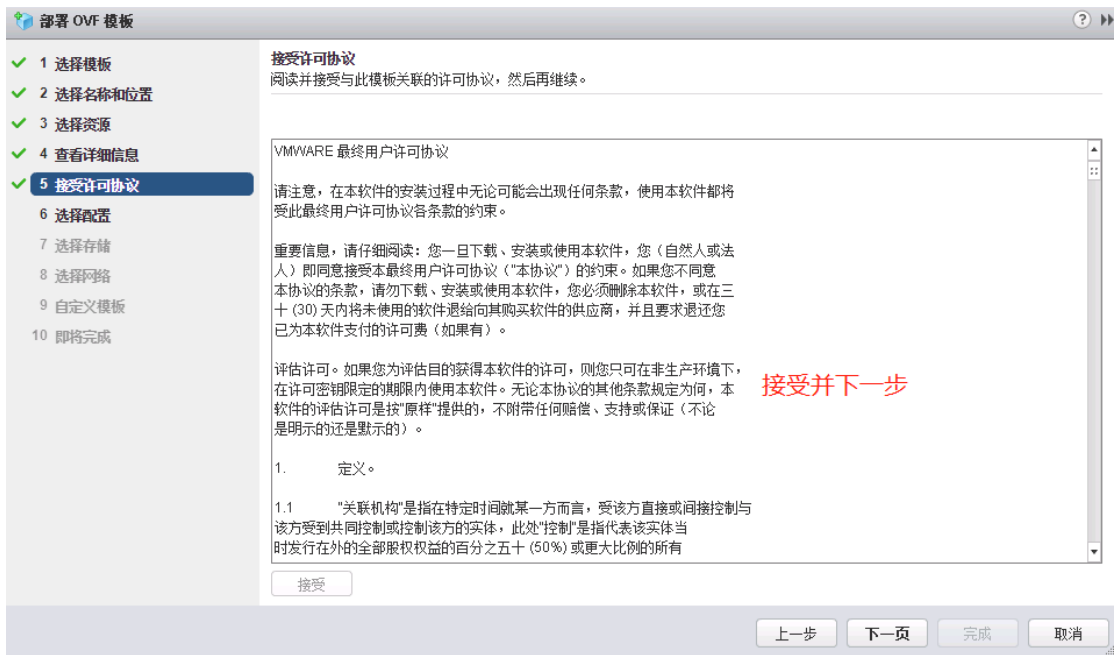 部署 OVF 模板
1 选择模板
2 选择名称和位置
3 选择资源
4 查看详细信息
5 接受许可协议
6 选择配置
7 选择存储
8 选择网络
9 自定义模板
10 即将完成
接受许可协议
阅读并接受与此模板关联的许可协议，然后再继续。
VMWARE 最终用户许可协议
请注意，在本软件的安装过程中无论可能会出现任何条款，使用本软件都将
受此最终用户许可协议各条款的约束。
重要信息，请仔细阅读：您一旦下载、安装或使用本软件，您（自然人或法
人）即同意接受本最终用户许可协议（"本协议"）的约束。如果您不同意
本协议的条款，请勿下载、安装或使用本软件，您必须删除本软件，或在三
十 (30) 天内将未使用的软件退给向其购买软件的供应商，并且要求退还您
已为本软件支付的许可费（如果有）。
评估许可。如果您为评估目的获得本软件的许可，则您只可在非生产环境下，
在许可密钥限定的期限内使用本软件。无论本协议的其他条款规定为何，本
软件的评估许可是按"原样"提供的，不附带任何赔偿、支持或保证（不论
是明示的还是默示的）。
接受并下一步
1. 定义。
1.1 "关联机构"是指在特定时间就某一方而言，受该方直接或间接控制与
该方受到共同控制或控制该方的实体，此处"控制"是指代表该实体当
时发行在外的全部股权权益的百分之五十 (50%) 或更大比例的所有
接受
上一步 下一页 完成 取消